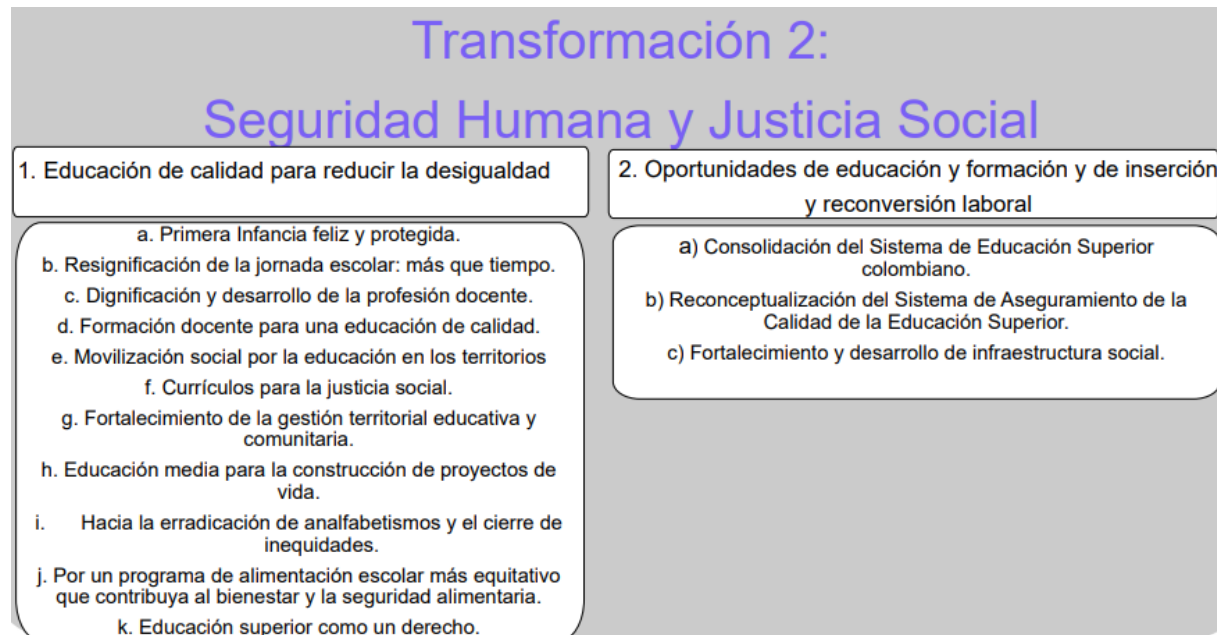 Transformación 2:
Seguridad Humana y Justicia Social
1. Educación de calidad para reducir la desigualdad
a. Primera Infancia feliz y protegida.
b. Resignificación de la jornada escolar: más que tiempo.
c. Dignificación y desarrollo de la profesión docente.
d. Formación docente para una educación de calidad.
e. Movilización social por la educación en los territorios
f. Currículos para la justicia social.
g. Fortalecimiento de la gestión territorial educativa y
comunitaria.
h. Educación media para la construcción de proyectos de
vida.
i. Hacia la erradicación de analfabetismos y el cierre de
inequidades.
j. Por un programa de alimentación escolar más equitativo
que contribuya al bienestar y la seguridad alimentaria.
k. Educación superior como un derecho.
2. Oportunidades de educación y formación y de inserción
y reconversión laboral
a) Consolidación del Sistema de Educación Superior
colombiano.
b) Reconceptualización del Sistema de Aseguramiento de la
Calidad de la Educación Superior.
c) Fortalecimiento y desarrollo de infraestructura social.